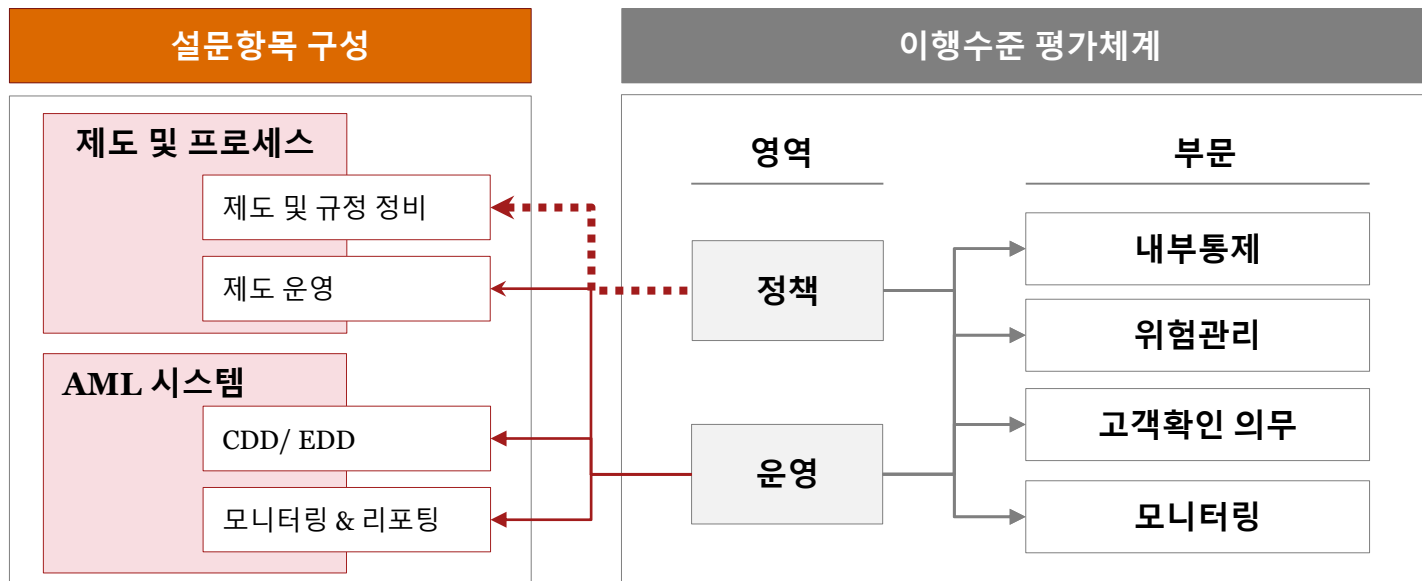 설문항목 구성
제도 및 프로세스
제도 및 규정 정비
제도 운영
AML 시스템
CDD/ EDD
모니터링 & 리포팅
이행수준 평가체계
영역
정책
운영
부문
내부통제
위험관리
고객확인 의무
모니터링